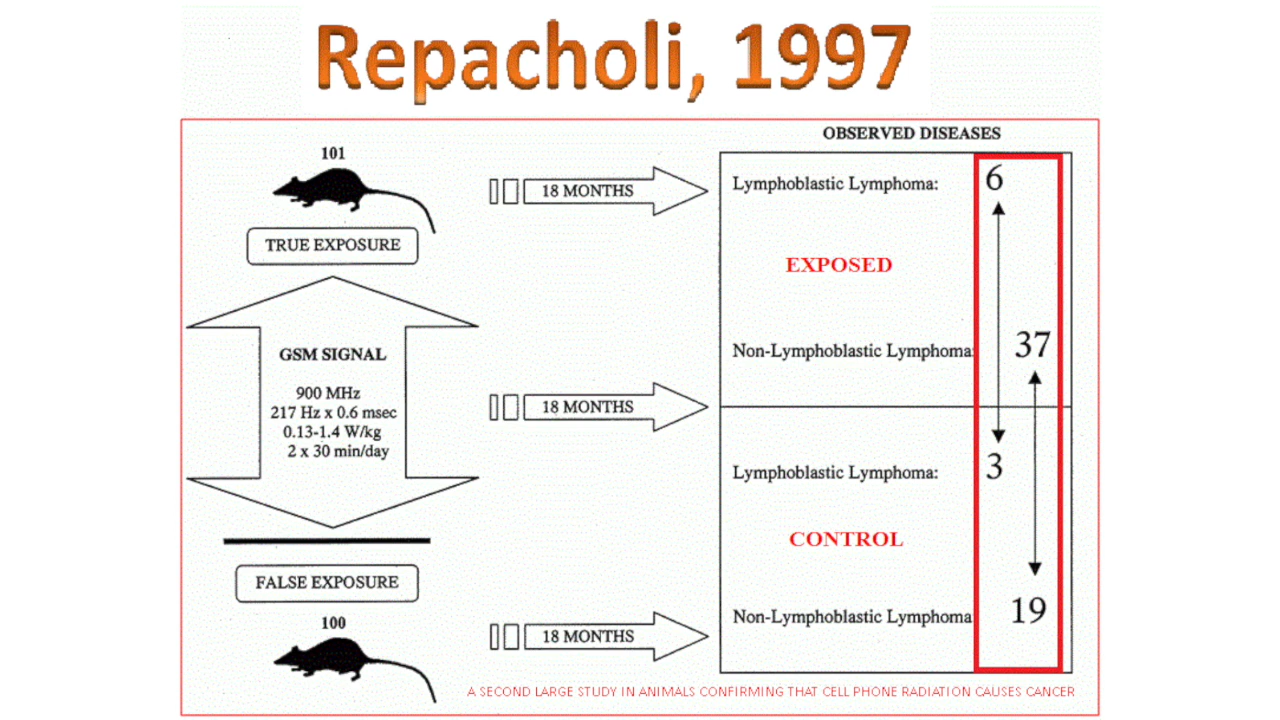 Repacholi, 1997
OBSERVED DISEASES
101
TRUE EXPOSURE
18 MONTHS
Lymphoblastic Lymphoma: 6
EXPOSED
GSM SIGNAL
900 MHz
217 Hz x 0.6 msec
0.13-1.4 W/kg
2 x 30 min/day
18 MONTHS
Non-Lymphoblastic Lymphoma: 37
Lymphoblastic Lymphoma: 3
CONTROL
FALSE EXPOSURE
100
18 MONTHS
Non-Lymphoblastic Lymphoma 19
A SECOND LARGE STUDY IN ANIMALS CONFIRMING THAT CELL PHONE RADIATION CAUSES CANCER